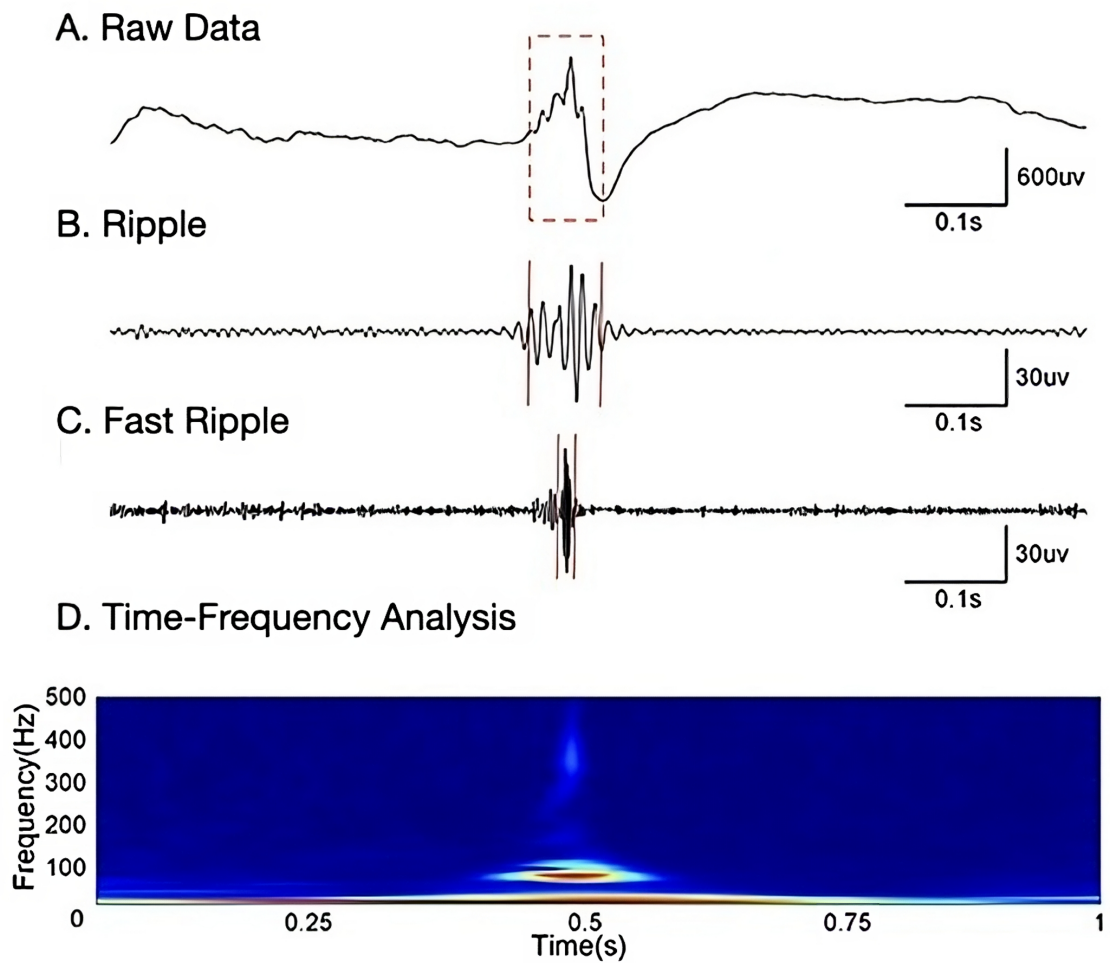 A. Raw Data
600uv
0.1s
B. Ripple
30uv
0.1s
C. Fast Ripple
30uv
0.1s
D. Time-Frequency Analysis
Frequency(Hz)
500
400
300
200
100
0
0.25
0.5
0.75
1
Time(s)